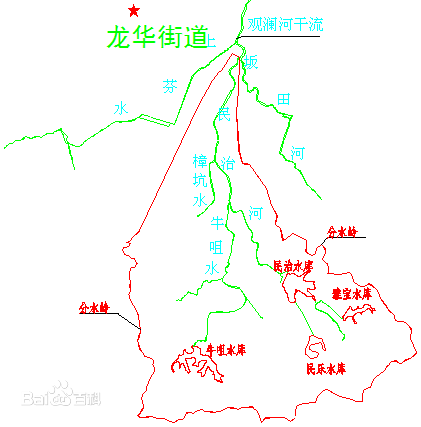 观澜河干流
龙华街道
上芬水
坂田河
民治河
樟坑水
牛咀水
分水岭
民治水库
雅宝水库
分水岭
牛咀水库
民乐水库
Bai百科